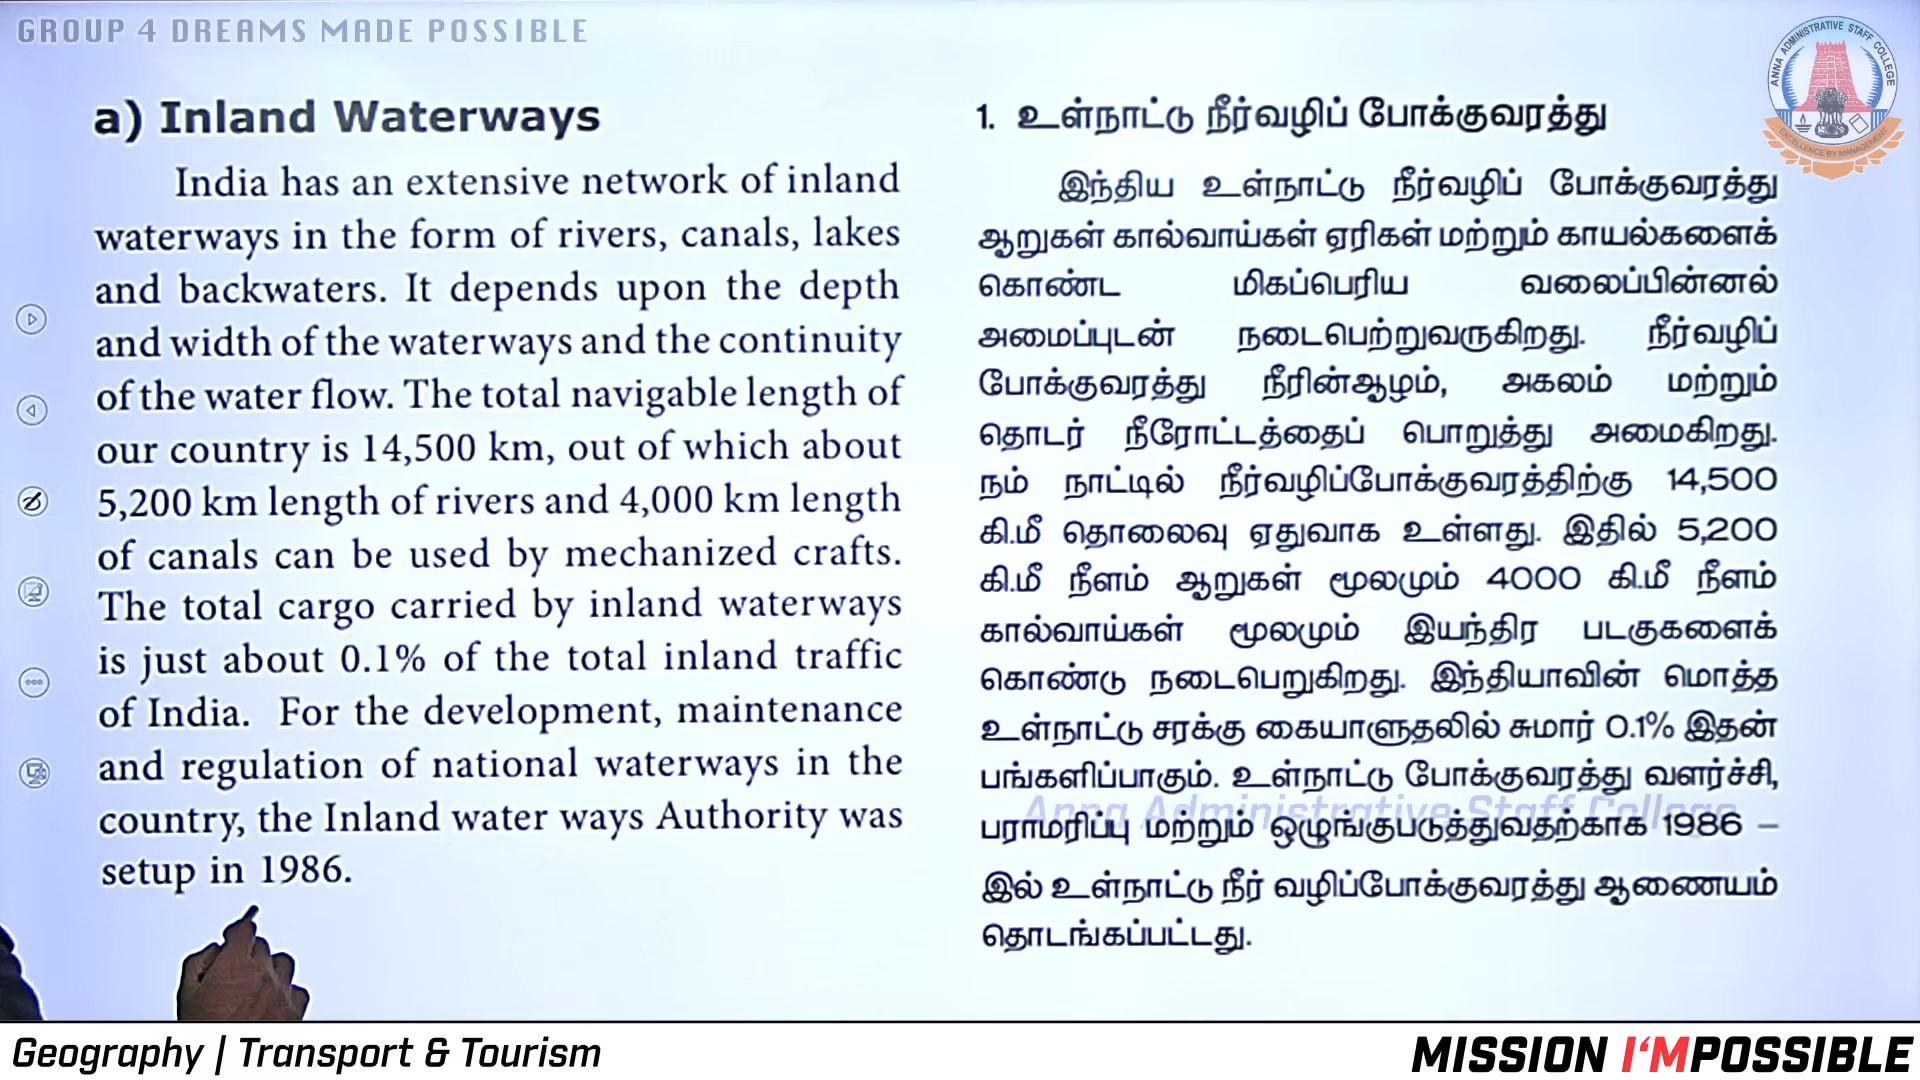 GROUP 4 DREAMS MADE POSSIBLE
ANNA ADMINISTRATIVE STAFF COLLEGE
EXCELLENCE BY MANAGEMENT
a) Inland Waterways
India has an extensive network of inland
waterways in the form of rivers, canals, lakes
and backwaters. It depends upon the depth
and width of the waterways and the continuity
of the water flow. The total navigable length of
our country is 14,500 km, out of which about
5,200 km length of rivers and 4,000 km length
of canals can be used by mechanized crafts.
The total cargo carried by inland waterways
is just about 0.1% of the total inland traffic
of India. For the development, maintenance
and regulation of national waterways in the
country, the Inland water ways Authority was
setup in 1986.
1. உள்நாட்டு நீர்வழிப் போக்குவரத்து
இந்திய உள்நாட்டு நீர்வழிப் போக்குவரத்து
ஆறுகள் கால்வாய்கள் ஏரிகள் மற்றும் காயல்களைக்
கொண்ட மிகப்பெரிய வலைப்பின்னல்
அமைப்புடன் நடைபெற்றுவருகிறது. நீர்வழிப்
போக்குவரத்து நீரின்ஆழம், அகலம் மற்றும்
தொடர் நீரோட்டத்தைப் பொறுத்து அமைகிறது.
நம் நாட்டில் நீர்வழிப்போக்குவரத்திற்கு 14,500
கி.மீ தொலைவு ஏதுவாக உள்ளது. இதில் 5,200
கி.மீ நீளம் ஆறுகள் மூலமும் 4000 கி.மீ நீளம்
கால்வாய்கள் மூலமும் இயந்திர படகுகளைக்
கொண்டு நடைபெறுகிறது. இந்தியாவின் மொத்த
உள்நாட்டு சரக்கு கையாளுதலில் சுமார் 0.1% இதன்
பங்களிப்பாகும். உள்நாட்டு போக்குவரத்து வளர்ச்சி,
Anna Administrative Staff College
பராமரிப்பு மற்றும் ஒழுங்குபடுத்துவதற்காக 1986 –
இல் உள்நாட்டு நீர் வழிப்போக்குவரத்து ஆணையம்
தொடங்கப்பட்டது.
Geography | Transport & Tourism
MISSION I'MPOSSIBLE